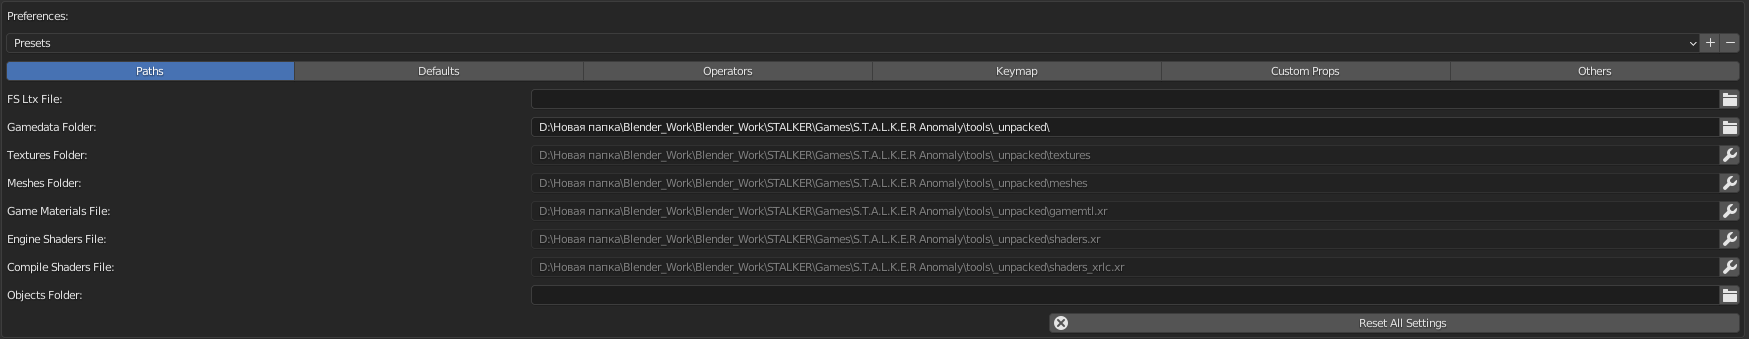 Preferences:
Presets
Paths Defaults Operators Keymap Custom Props Others
FS Ltx File:
Gamedata Folder: D:\Новая папка\Blender_Work\Blender_Work\STALKER\Games\S.T.A.L.K.E.R Anomaly\tools\_unpacked\
Textures Folder: D:\Новая папка\Blender_Work\Blender_Work\STALKER\Games\S.T.A.L.K.E.R Anomaly\tools\_unpacked\textures
Meshes Folder: D:\Новая папка\Blender_Work\Blender_Work\STALKER\Games\S.T.A.L.K.E.R Anomaly\tools\_unpacked\meshes
Game Materials File: D:\Новая папка\Blender_Work\Blender_Work\STALKER\Games\S.T.A.L.K.E.R Anomaly\tools\_unpacked\gamemtl.xr
Engine Shaders File: D:\Новая папка\Blender_Work\Blender_Work\STALKER\Games\S.T.A.L.K.E.R Anomaly\tools\_unpacked\shaders.xr
Compile Shaders File: D:\Новая папка\Blender_Work\Blender_Work\STALKER\Games\S.T.A.L.K.E.R Anomaly\tools\_unpacked\shaders_xrlc.xr
Objects Folder:
Reset All Settings